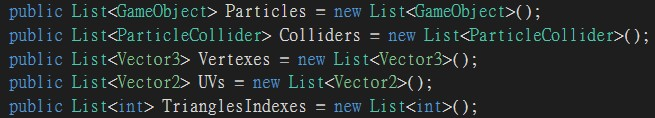 public List<GameObject> Particles = new List<GameObject>();
public List<ParticleCollider> Colliders = new List<ParticleCollider>();
public List<Vector3> Vertexes = new List<Vector3>();
public List<Vector2> UVs = new List<Vector2>();
public List<int> TrianglesIndexes = new List<int>();